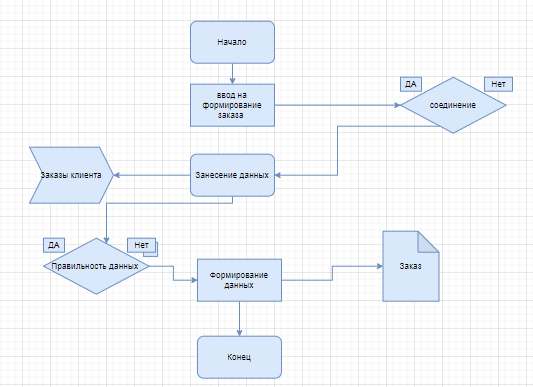 Начало
ввод на
формирование
заказа
ДА
Нет
соединение
Заказы клиента
Занесение данных
ДА
Нет
Правильность данных
Формирование
данных
Заказ
Конец